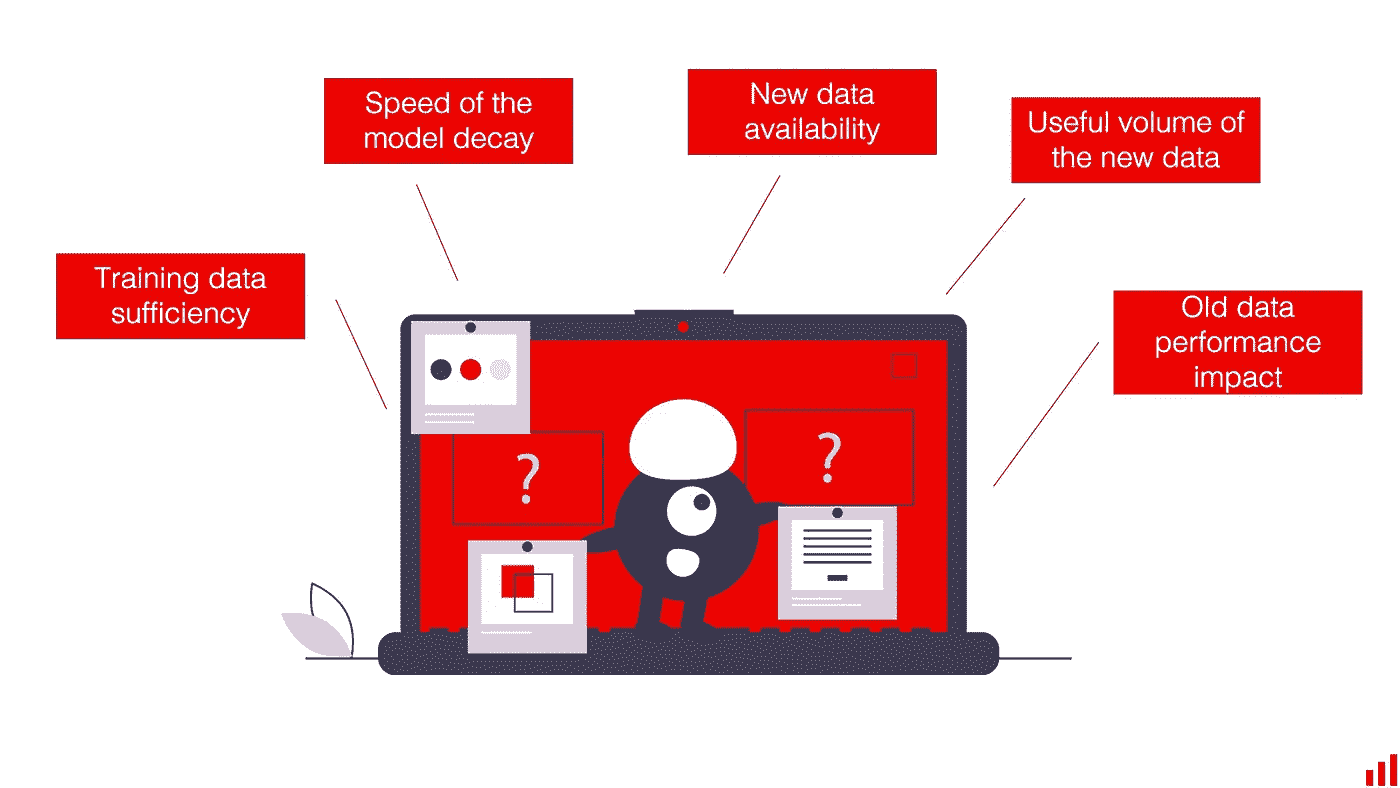 Speed of the
model decay
New data
availability
Useful volume of
the new data
Training data
sufficiency
Old data
performance
impact
?
?